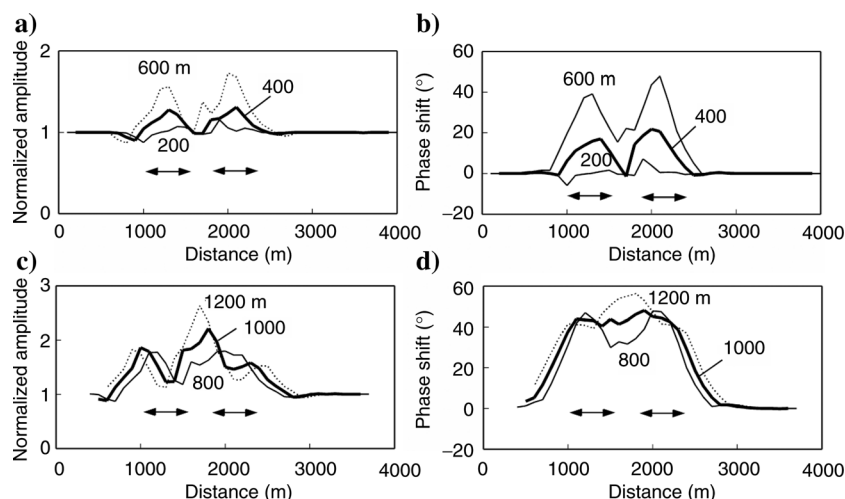 a)
Normalized amplitude
2
1
0
600 m
400
200
0 1000 2000 3000 4000
Distance (m)
b)
Phase shift (°)
60
40
20
0
−20
600 m
400
200
0 1000 2000 3000 4000
Distance (m)
c)
Normalized amplitude
3
2
1
0
1200 m
1000
800
0 1000 2000 3000 4000
Distance (m)
d)
Phase shift (°)
60
40
20
0
−20
1200 m
800
1000
0 1000 2000 3000 4000
Distance (m)